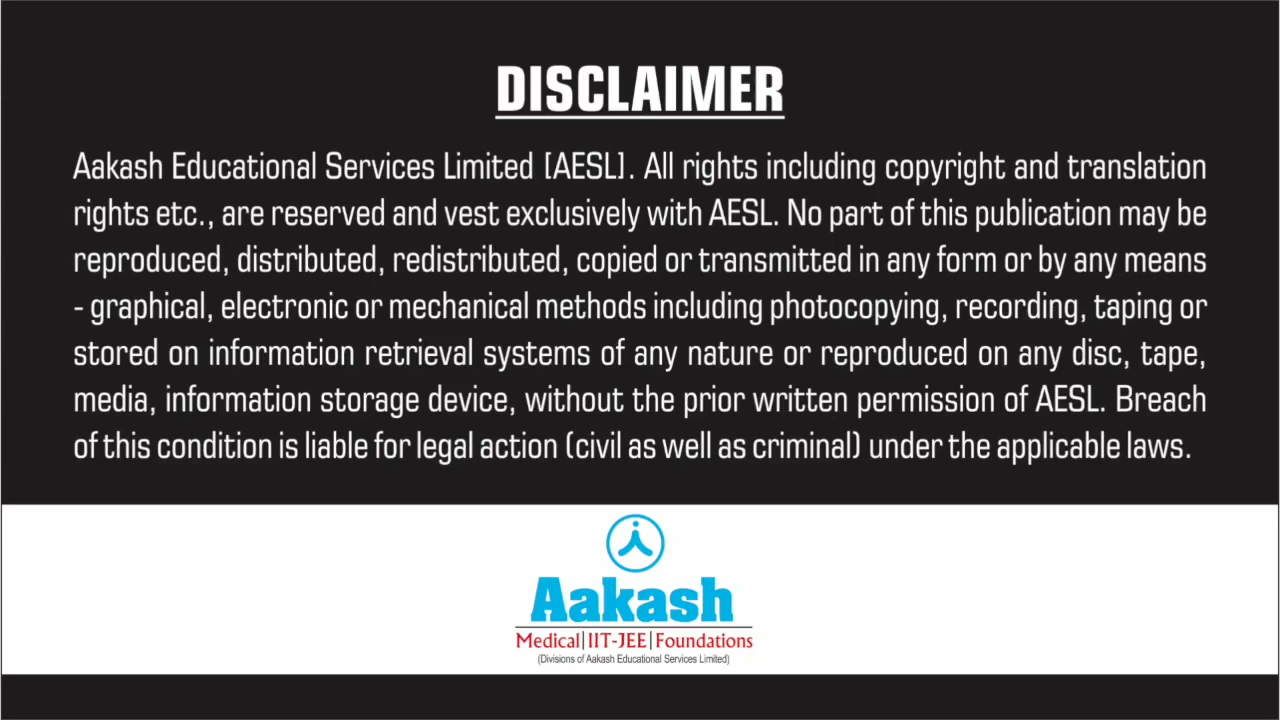 DISCLAIMER
Aakash Educational Services Limited [AESL]. All rights including copyright and translation
rights etc., are reserved and vest exclusively with AESL. No part of this publication may be
reproduced, distributed, redistributed, copied or transmitted in any form or by any means
- graphical, electronic or mechanical methods including photocopying, recording, taping or
stored on information retrieval systems of any nature or reproduced on any disc, tape,
media, information storage device, without the prior written permission of AESL. Breach
of this condition is liable for legal action (civil as well as criminal) under the applicable laws.
Aakash
Medical|IIT-JEE|Foundations
(Divisions of Aakash Educational Services Limited)